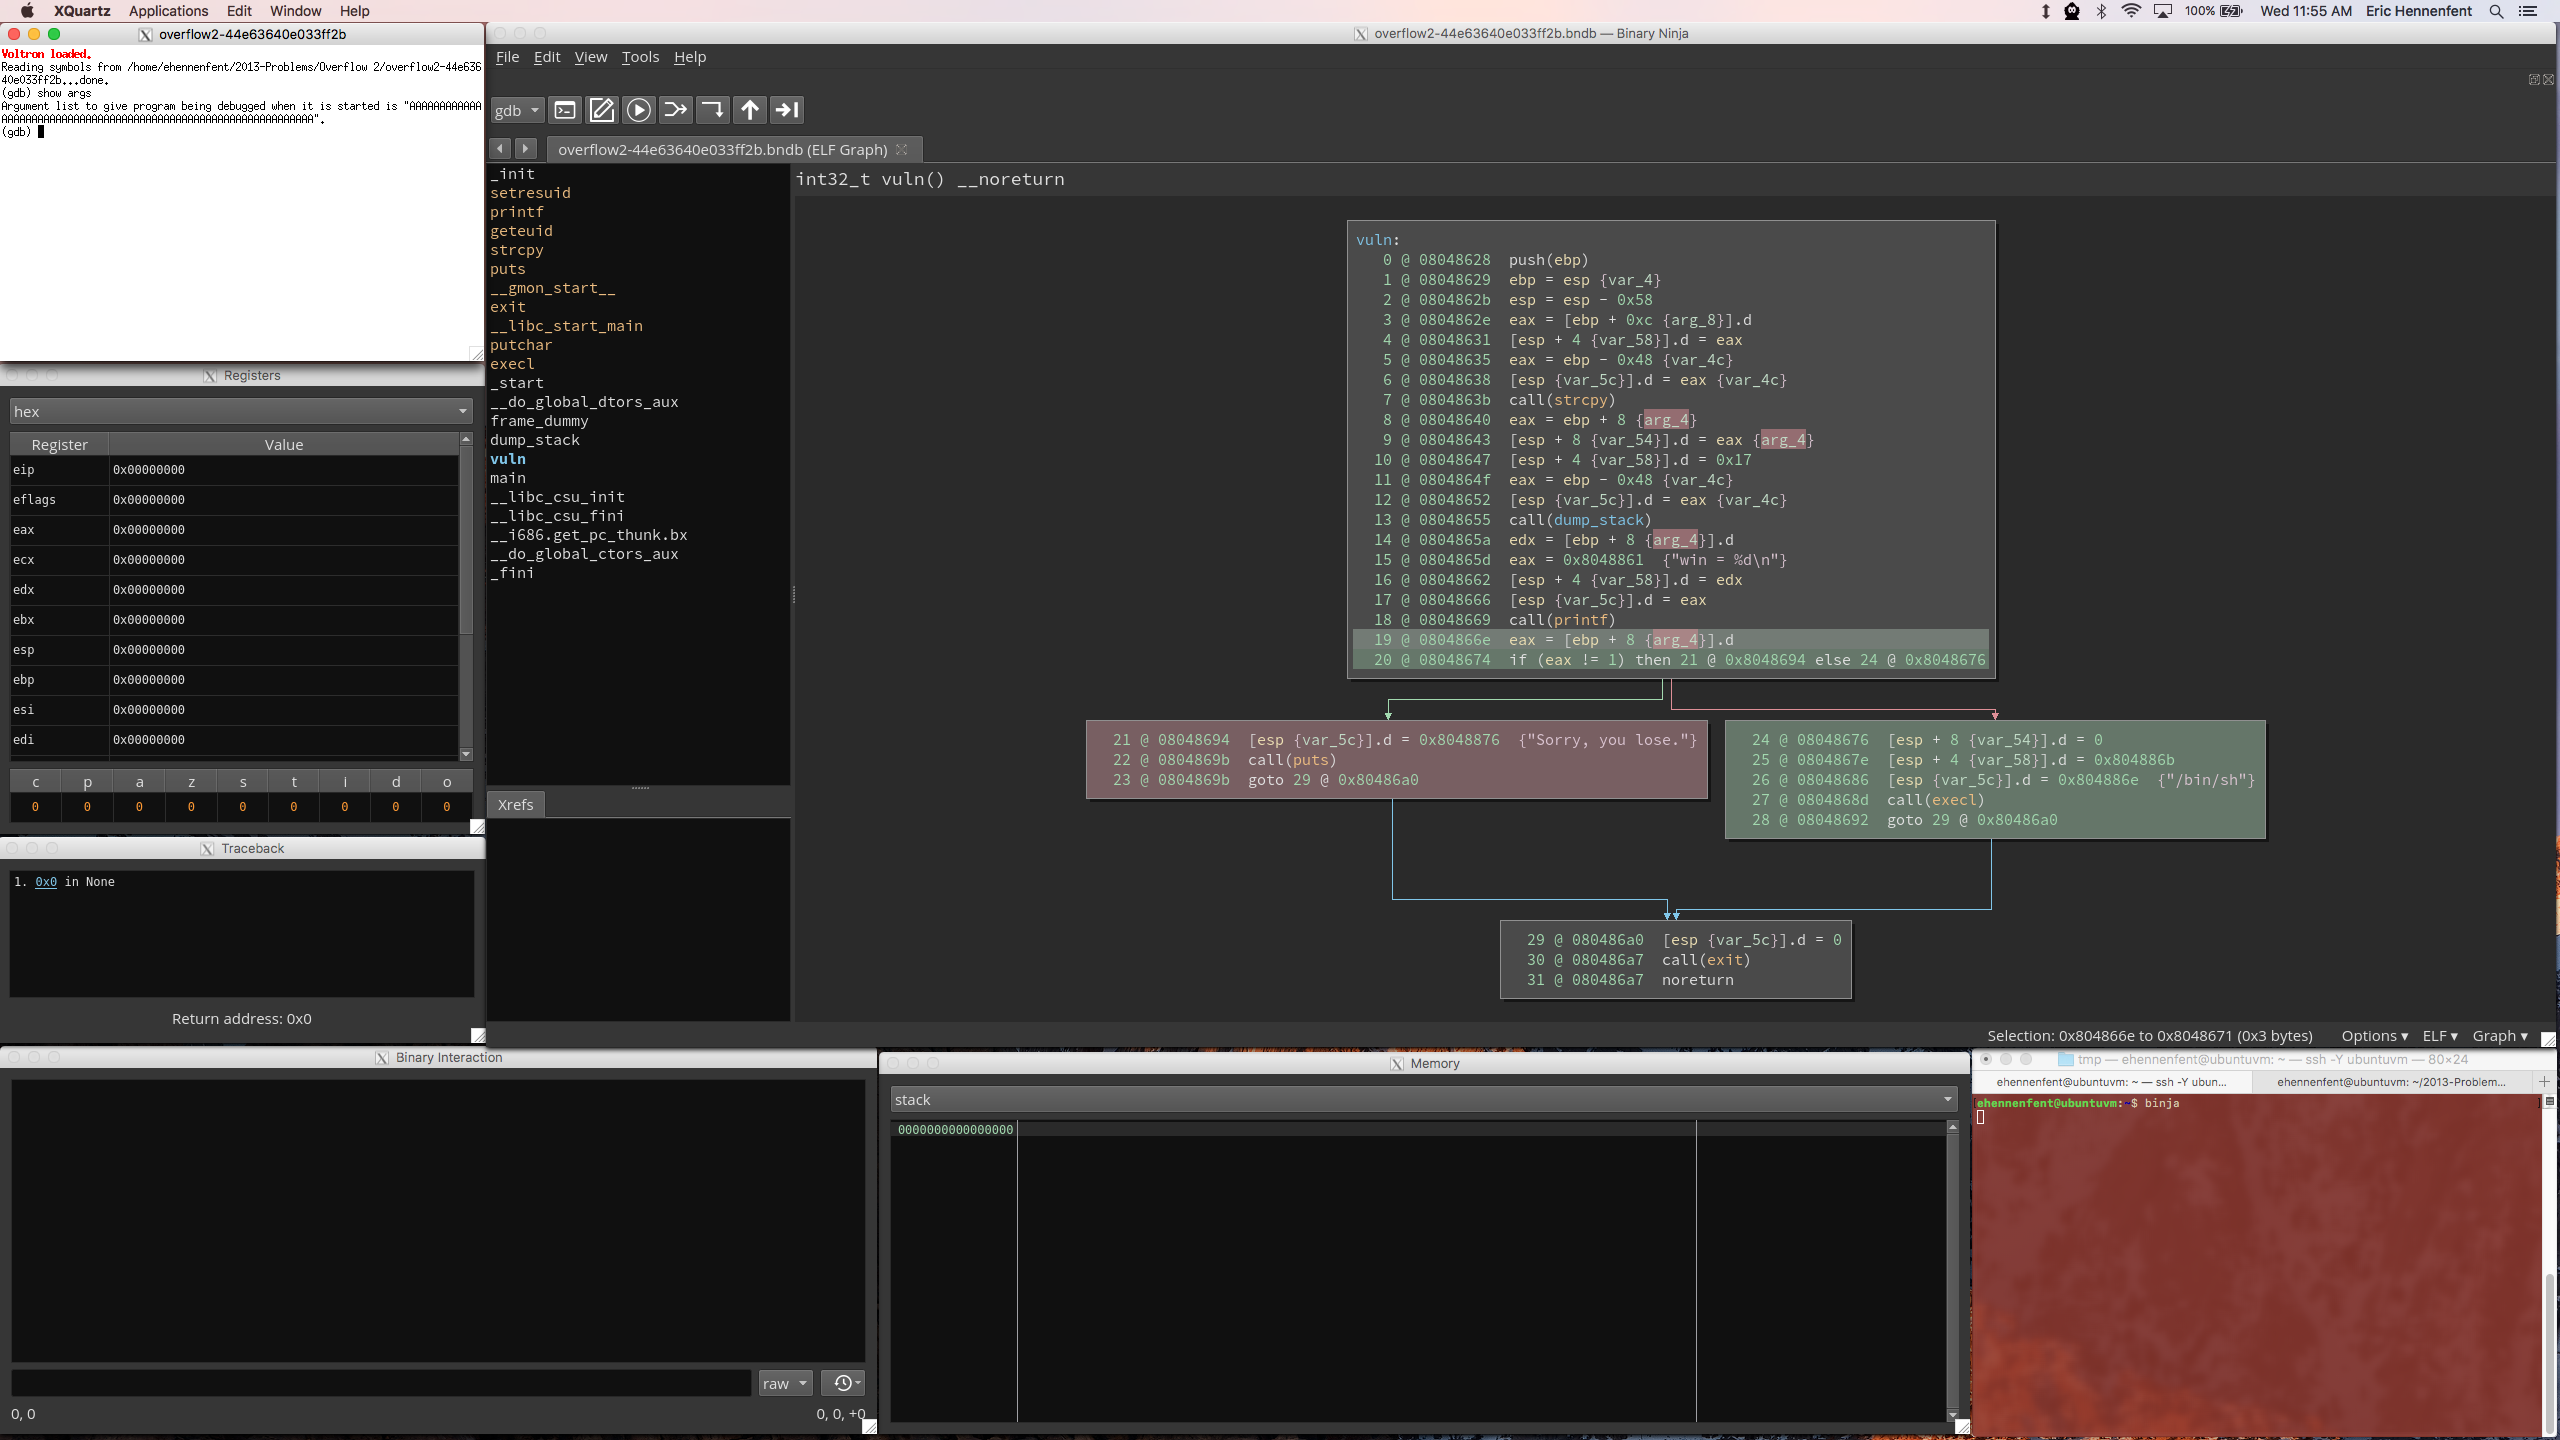 XQuartz Applications Edit Window Help
100% Wed 11:55 AM Eric Hennenfent
overflow2-44e63640e033ff2b
Voltron loaded.
Reading symbols from /home/ehennenfent/2013-Problems/Overflow 2/overflow2-44e636
40e033ff2b...done.
(gdb) show args
Argument list to give program being debugged when it is started is "AAAAAAAAAAAA
(gdb)
Registers
hex
Register Value
eip 0x00000000
eflags 0x00000000
eax 0x00000000
ecx 0x00000000
edx 0x00000000
ebx 0x00000000
esp 0x00000000
ebp 0x00000000
esi 0x00000000
edi 0x00000000
c p a z s t i d o
0 0 0 0 0 0 0 0 0
Traceback
1. 0x0 in None
Return address: 0x0
overflow2-44e63640e033ff2b.bndb — Binary Ninja
File Edit View Tools Help
gdb
overflow2-44e63640e033ff2b.bndb (ELF Graph)
_init
setresuid
printf
geteuid
strcpy
puts
__gmon_start__
exit
__libc_start_main
putchar
execl
_start
__do_global_dtors_aux
frame_dummy
dump_stack
vuln
main
__libc_csu_init
__libc_csu_fini
__i686.get_pc_thunk.bx
__do_global_ctors_aux
_fini
Xrefs
int32_t vuln() __noreturn
vuln:
0 @ 08048628 push(ebp)
1 @ 08048629 ebp = esp {var_4}
2 @ 0804862b esp = esp - 0x58
3 @ 0804862e eax = [ebp + 0xc {arg_8}].d
4 @ 08048631 [esp + 4 {var_58}].d = eax
5 @ 08048635 eax = ebp - 0x48 {var_4c}
6 @ 08048638 [esp {var_5c}].d = eax {var_4c}
7 @ 0804863b call(strcpy)
8 @ 08048640 eax = ebp + 8 {arg_4}
9 @ 08048643 [esp + 8 {var_54}].d = eax {arg_4}
10 @ 08048647 [esp + 4 {var_58}].d = 0x17
11 @ 0804864f eax = ebp - 0x48 {var_4c}
12 @ 08048652 [esp {var_5c}].d = eax {var_4c}
13 @ 08048655 call(dump_stack)
14 @ 0804865a edx = [ebp + 8 {arg_4}].d
15 @ 0804865d eax = 0x8048861 {"win = %d\n"}
16 @ 08048662 [esp + 4 {var_58}].d = edx
17 @ 08048666 [esp {var_5c}].d = eax
18 @ 08048669 call(printf)
19 @ 0804866e eax = [ebp + 8 {arg_4}].d
20 @ 08048674 if (eax != 1) then 21 @ 0x8048694 else 24 @ 0x8048676
21 @ 08048694 [esp {var_5c}].d = 0x8048876 {"Sorry, you lose."}
22 @ 0804869b call(puts)
23 @ 0804869b goto 29 @ 0x80486a0
24 @ 08048676 [esp + 8 {var_54}].d = 0
25 @ 0804867e [esp + 4 {var_58}].d = 0x804886b
26 @ 08048686 [esp {var_5c}].d = 0x804886e {"/bin/sh"}
27 @ 0804868d call(execl)
28 @ 08048692 goto 29 @ 0x80486a0
29 @ 080486a0 [esp {var_5c}].d = 0
30 @ 080486a7 call(exit)
31 @ 080486a7 noreturn
Selection: 0x804866e to 0x8048671 (0x3 bytes) Options ▾ ELF ▾ Graph ▾
Binary Interaction
raw
0, 0
0, 0, +0
Memory
stack
0000000000000000
tmp — ehennenfent@ubuntuvm: ~ — ssh -Y ubuntuvm — 80×24
ehennenfent@ubuntuvm: ~ — ssh -Y ubun...
ehennenfent@ubuntuvm: ~/2013-Problem...
ehennenfent@ubuntuvm:~$ binja